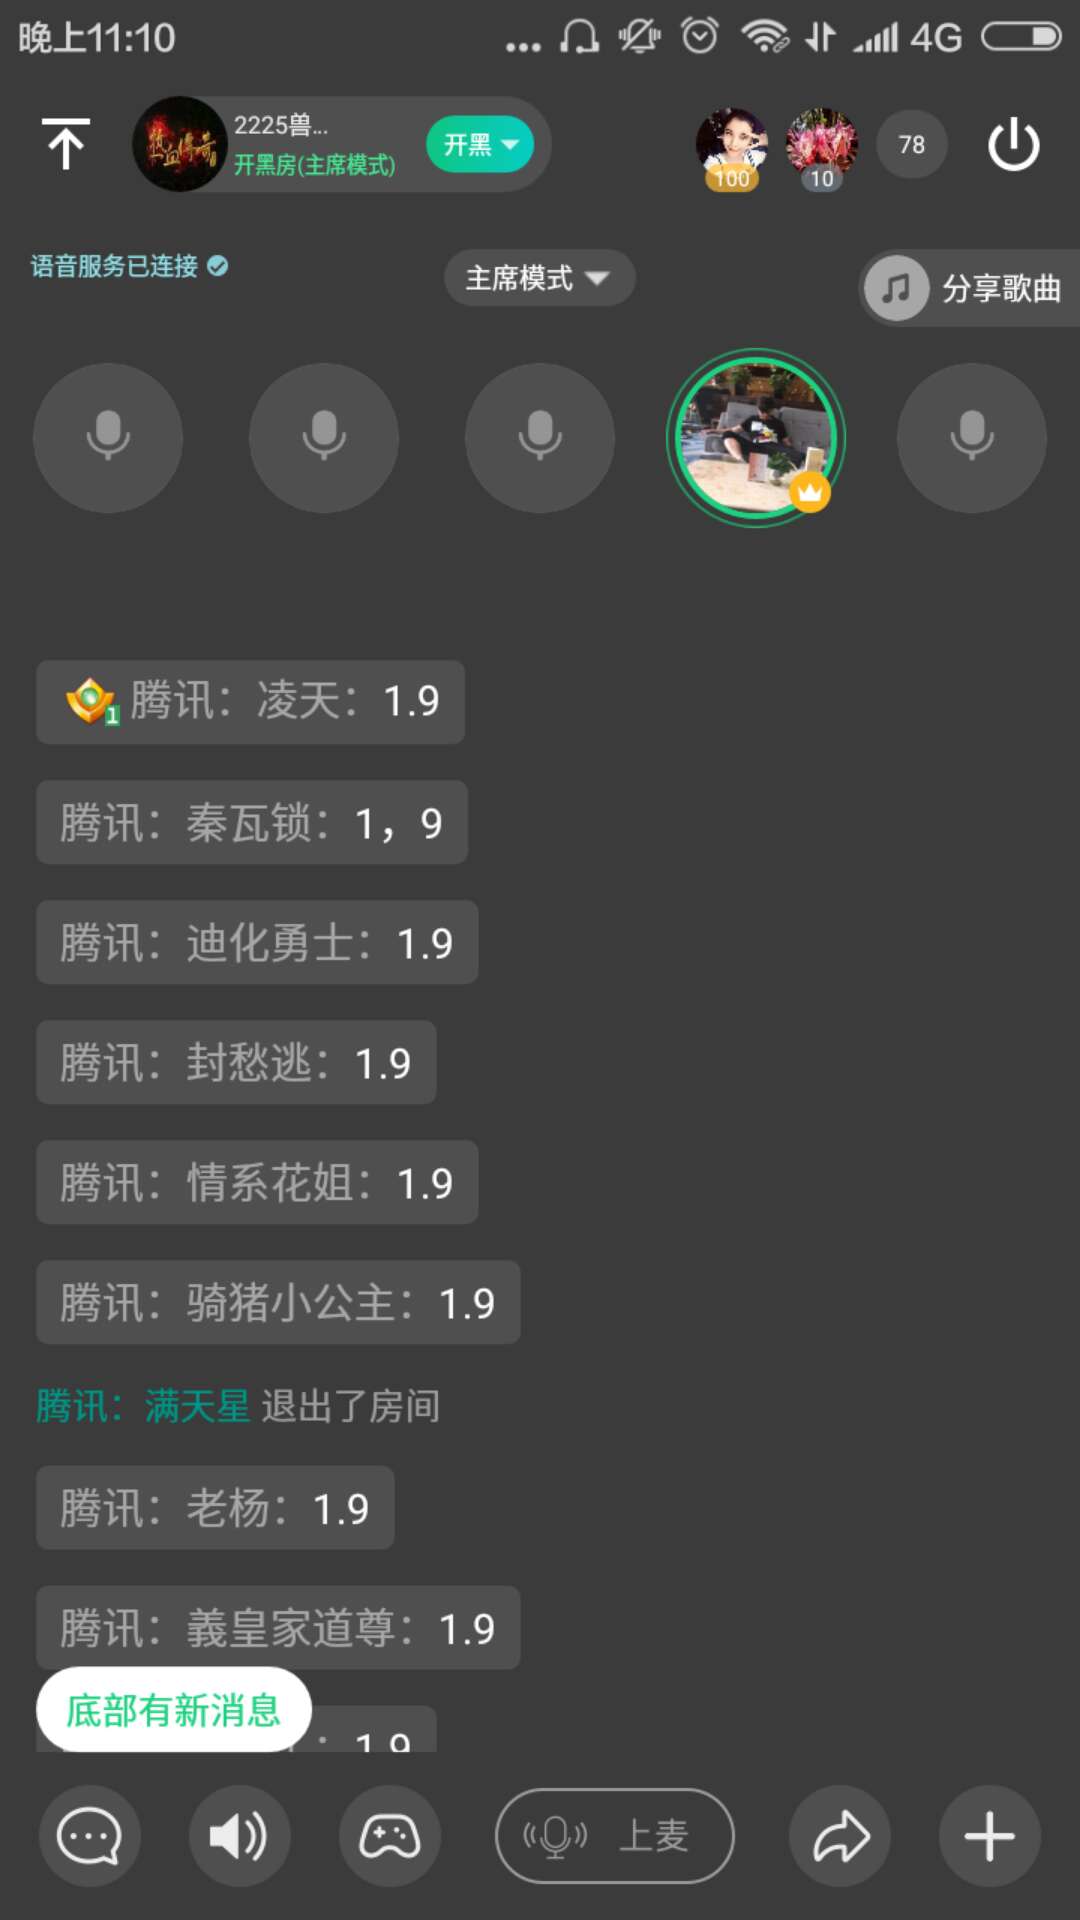 晚上11:10
4G
热血传奇
2225兽...
开黑房(主席模式)
开黑
100
10
78
语音服务已连接
主席模式
分享歌曲
1
腾讯：凌天：1.9
腾讯：秦瓦锁：1，9
腾讯：迪化勇士：1.9
腾讯：封愁逃：1.9
腾讯：情系花姐：1.9
腾讯：骑猪小公主：1.9
腾讯：满天星 退出了房间
腾讯：老杨：1.9
腾讯：義皇家道尊：1.9
底部有新消息
：1.9
上麦